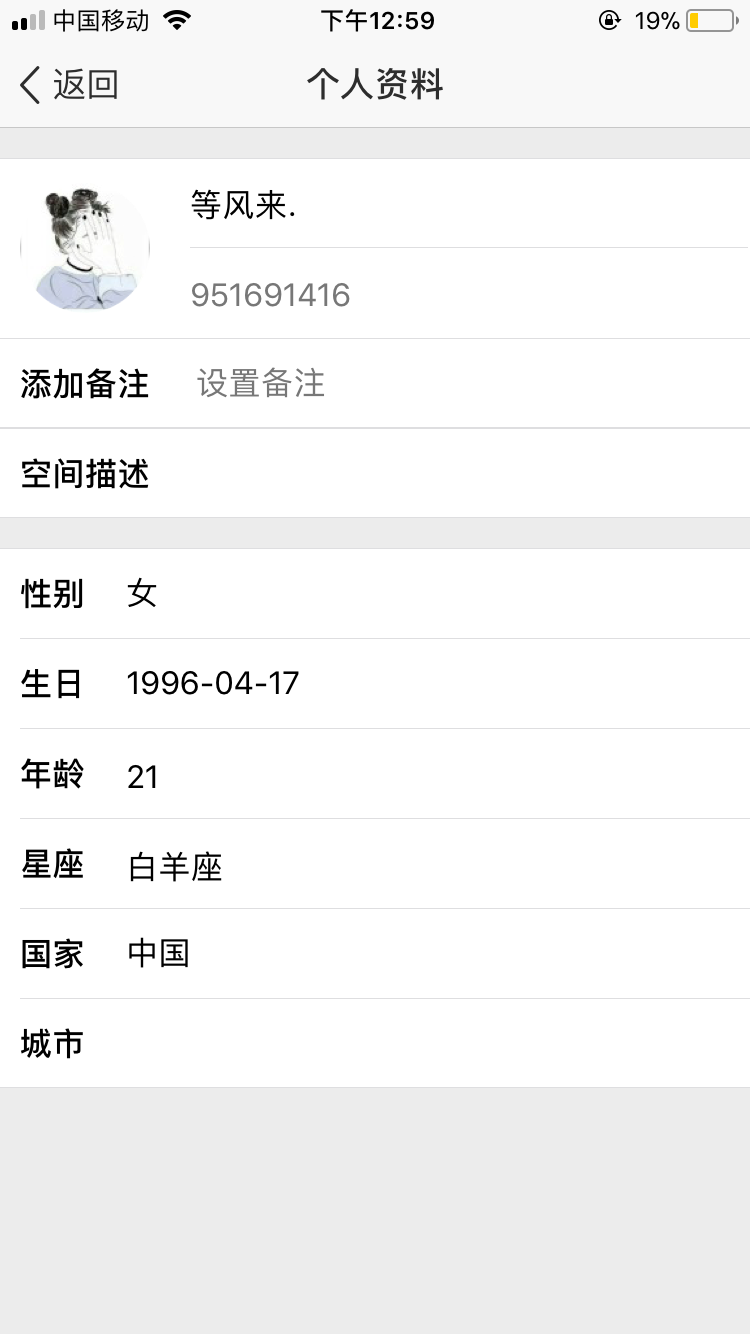 中国移动 下午12:59 19%
返回 个人资料
等风来.
951691416
添加备注 设置备注
空间描述
性别 女
生日 1996-04-17
年龄 21
星座 白羊座
国家 中国
城市